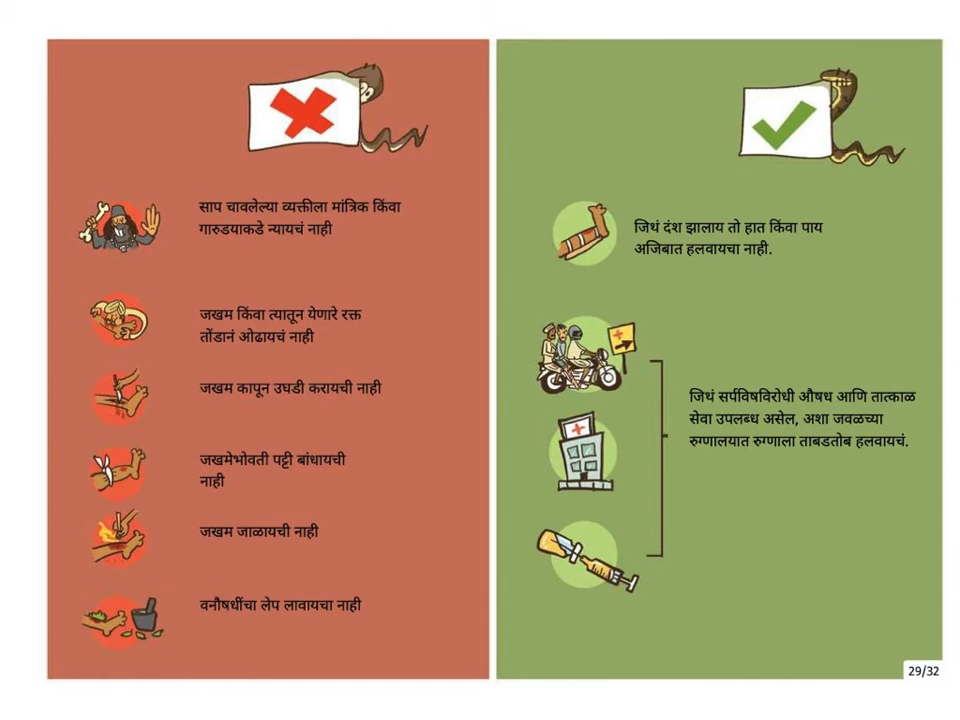 साप चावलेल्या व्यक्तीला मांत्रिक किंवा
गारुडयाकडे न्यायचं नाही
जखम किंवा त्यातून येणारे रक्त
तोंडानं ओढायचं नाही
जखम कापून उघडी करायची नाही
जखमेभोवती पट्टी बांधायची
नाही
जखम जाळायची नाही
वनौषधींचा लेप लावायचा नाही
जिथं दंश झालाय तो हात किंवा पाय
अजिबात हलवायचा नाही.
जिथं सर्पविषविरोधी औषध आणि तात्काळ
सेवा उपलब्ध असेल, अशा जवळच्या
रुग्णालयात रुग्णाला ताबडतोब हलवायचं.
29/32